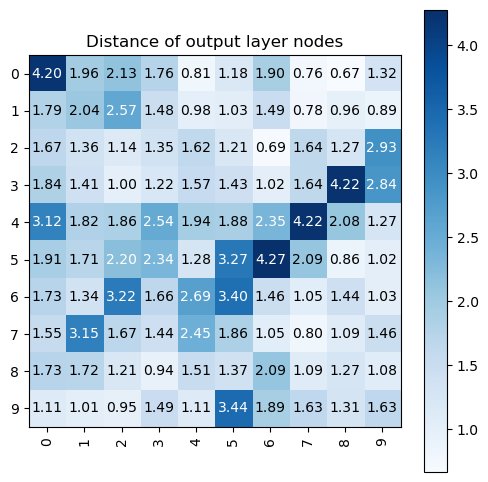 Distance of output layer nodes
0 4.20 1.96 2.13 1.76 0.81 1.18 1.90 0.76 0.67 1.32
1 1.79 2.04 2.57 1.48 0.98 1.03 1.49 0.78 0.96 0.89
2 1.67 1.36 1.14 1.35 1.62 1.21 0.69 1.64 1.27 2.93
3 1.84 1.41 1.00 1.22 1.57 1.43 1.02 1.64 4.22 2.84
4 3.12 1.82 1.86 2.54 1.94 1.88 2.35 4.22 2.08 1.27
5 1.91 1.71 2.20 2.34 1.28 3.27 4.27 2.09 0.86 1.02
6 1.73 1.34 3.22 1.66 2.69 3.40 1.46 1.05 1.44 1.03
7 1.55 3.15 1.67 1.44 2.45 1.86 1.05 0.80 1.09 1.46
8 1.73 1.72 1.21 0.94 1.51 1.37 2.09 1.09 1.27 1.08
9 1.11 1.01 0.95 1.49 1.11 3.44 1.89 1.63 1.31 1.63
0 1 2 3 4 5 6 7 8 9
4.0
3.5
3.0
2.5
2.0
1.5
1.0